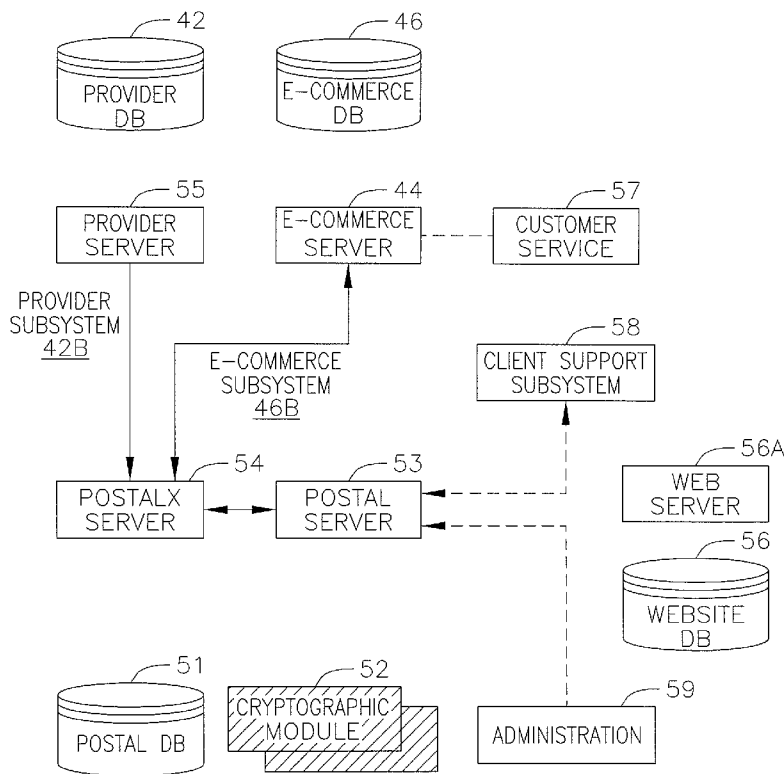 42
46
PROVIDER
DB
E-COMMERCE
DB
55
44
57
PROVIDER
SERVER
E-COMMERCE
SERVER
CUSTOMER
SERVICE
PROVIDER
SUBSYSTEM
42B
E-COMMERCE
SUBSYSTEM
46B
58
CLIENT SUPPORT
SUBSYSTEM
54
53
56A
POSTALX
SERVER
POSTAL
SERVER
WEB
SERVER
56
WEBSITE
DB
51
52
59
POSTAL DB
CRYPTOGRAPHIC
MODULE
ADMINISTRATION